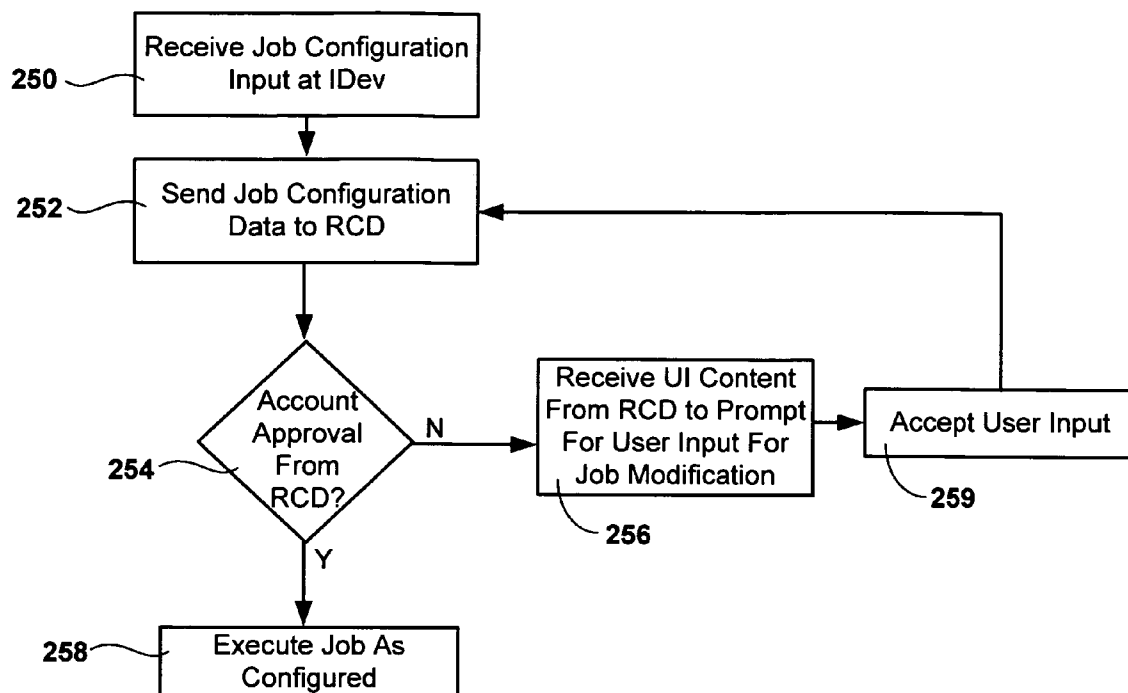 Receive Job Configuration
Input at IDev
250
Send Job Configuration
Data to RCD
252
Account
Approval
From
RCD?
254
N
Y
Receive UI Content
From RCD to Prompt
For User Input For
Job Modification
256
Accept User Input
259
Execute Job As
Configured
258